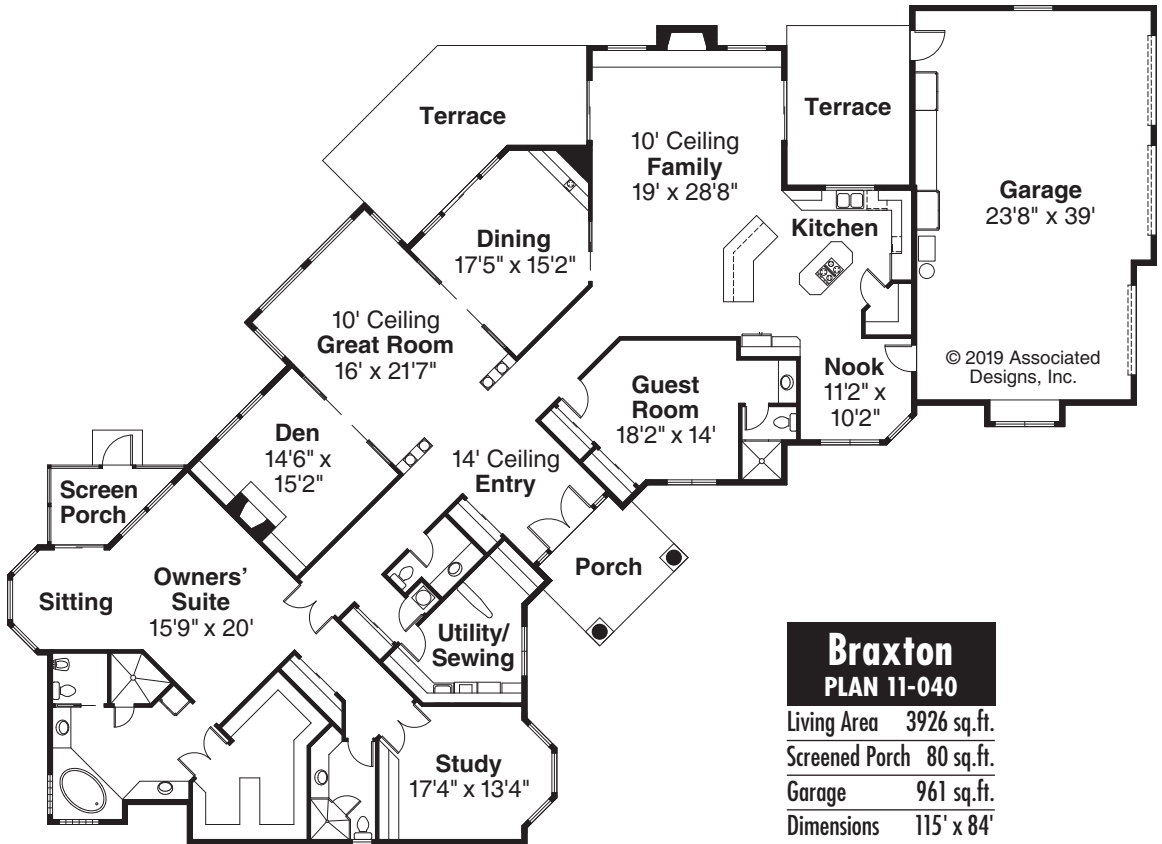 Terrace
10' Ceiling
Family
19' x 28'8"
Terrace
Garage
23'8" x 39'
Kitchen
Dining
17'5" x 15'2"
10' Ceiling
Great Room
16' x 21'7"
© 2019 Associated
Designs, Inc.
Nook
11'2" x
10'2"
Guest
Room
18'2" x 14'
Den
14'6" x
15'2"
14' Ceiling
Entry
Screen
Porch
Porch
Owners’
Suite
15'9" x 20'
Sitting
Utility/
Sewing
Study
17'4" x 13'4"
Braxton
PLAN 11-040
Living Area 3926 sq.ft.
Screened Porch 80 sq.ft.
Garage 961 sq.ft.
Dimensions 115' x 84'